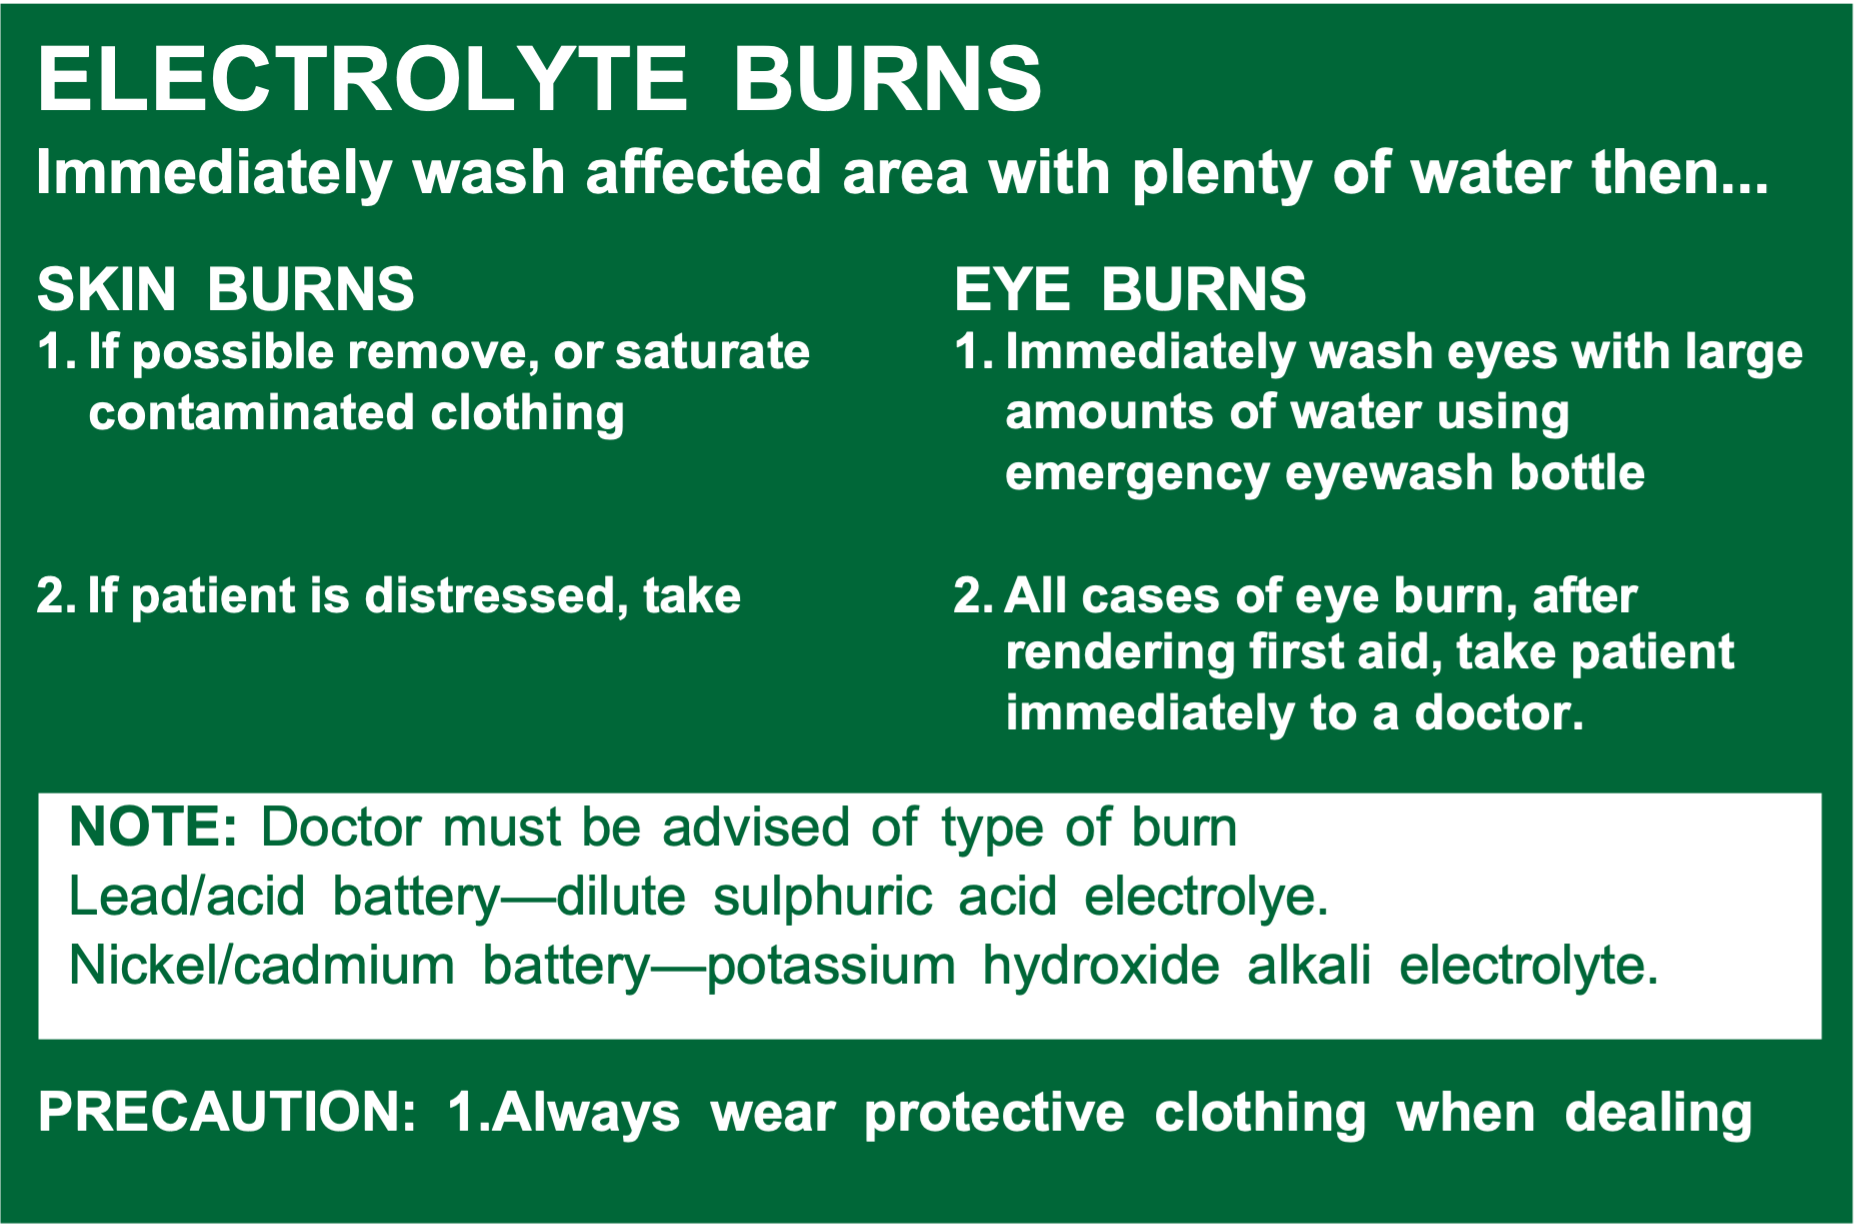 ELECTROLYTE BURNS
Immediately wash affected area with plenty of water then...
SKIN BURNS
1. If possible remove, or saturate
contaminated clothing
2. If patient is distressed, take
EYE BURNS
1. Immediately wash eyes with large
amounts of water using
emergency eyewash bottle
2. All cases of eye burn, after
rendering first aid, take patient
immediately to a doctor.
NOTE: Doctor must be advised of type of burn
Lead/acid battery—dilute sulphuric acid electrolye.
Nickel/cadmium battery—potassium hydroxide alkali electrolyte.
PRECAUTION: 1.Always wear protective clothing when dealing